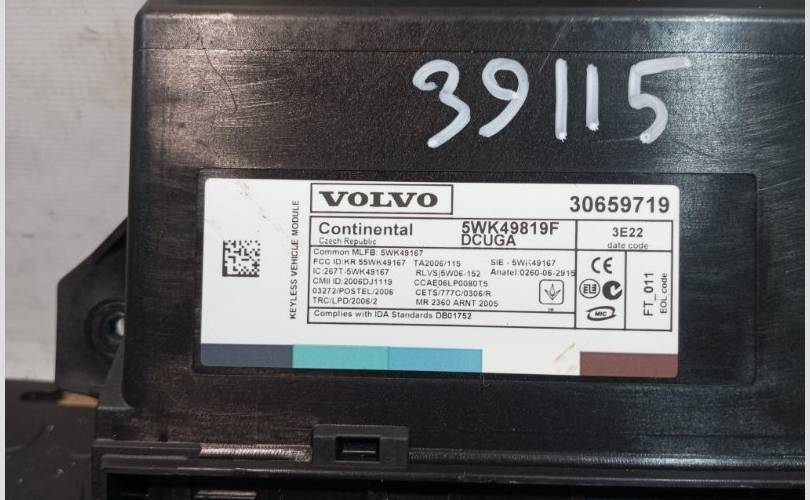 39115
VOLVO 30659719
KEYLESS VEHICLE MODULE
Continental 5WK49819F
Czech Republic DCUGA
3E22
date code
Common MLFB: 5WK49167
FCC ID:KR 55WK49167 TA2006/115 SIE - 5WK49167
IC:267T-5WK49167 RLVS|5W06-152 Anatel:0260-06-2915
CMII ID:2006DJ1119 CCAE06LP0080T5
03272/POSTEL/2006 CETS/777C/0306/R
TRC/LPD/2006/2 MR 2360 ARNT 2005
Complies with IDA Standards DB01752
CE
MIC
FT_011
EOL code